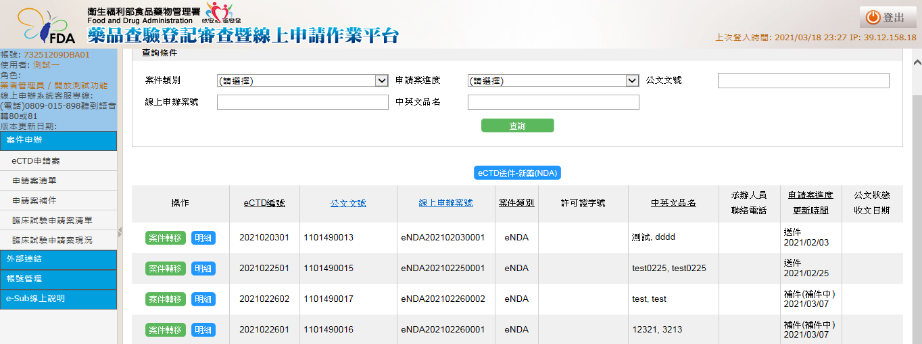 衛生福利部食品藥物管理署
Food and Drug Administration
FDA
藥品查驗登記審查暨線上申請作業平台
登出
上次登入時間: 2021/03/18 23:27 IP: 39.12.158.18
帳號: 73251209DBA01
使用者: 測試一
角色:
藥商管理員 / 開放測試功能
線上申辦系統客服專線:
(電話)0809-015-898聽到語音
轉80或81
版本更新日期:
案件申辦
eCTD申請案
申請案清單
申請案補件
臨床試驗申請案清單
臨床試驗申請案現況
外部連結
帳號管理
e-Sub線上說明
查詢條件
案件類別 (請選擇) 申請案進度 (請選擇) 公文文號
線上申辦案號 中英文品名
查詢
eCTD送件-新藥(NDA)
操作 eCTD編號 公文文號 線上申辦案號 案件類別 許可證字號 中英文品名 承辦人員 聯絡電話 申請案進度 更新時間 公文狀態 收文日期
案件轉移 明細 2021020301 1101490013 eNDA202102030001 eNDA 測試, dddd 送件 2021/02/03
案件轉移 明細 2021022501 1101490015 eNDA202102250001 eNDA test0225, test0225 送件 2021/02/25
案件轉移 明細 2021022602 1101490017 eNDA202102260002 eNDA test, test 補件(補件中) 2021/03/07
案件轉移 明細 2021022601 1101490016 eNDA202102260001 eNDA 12321, 3213 補件(補件中) 2021/03/07